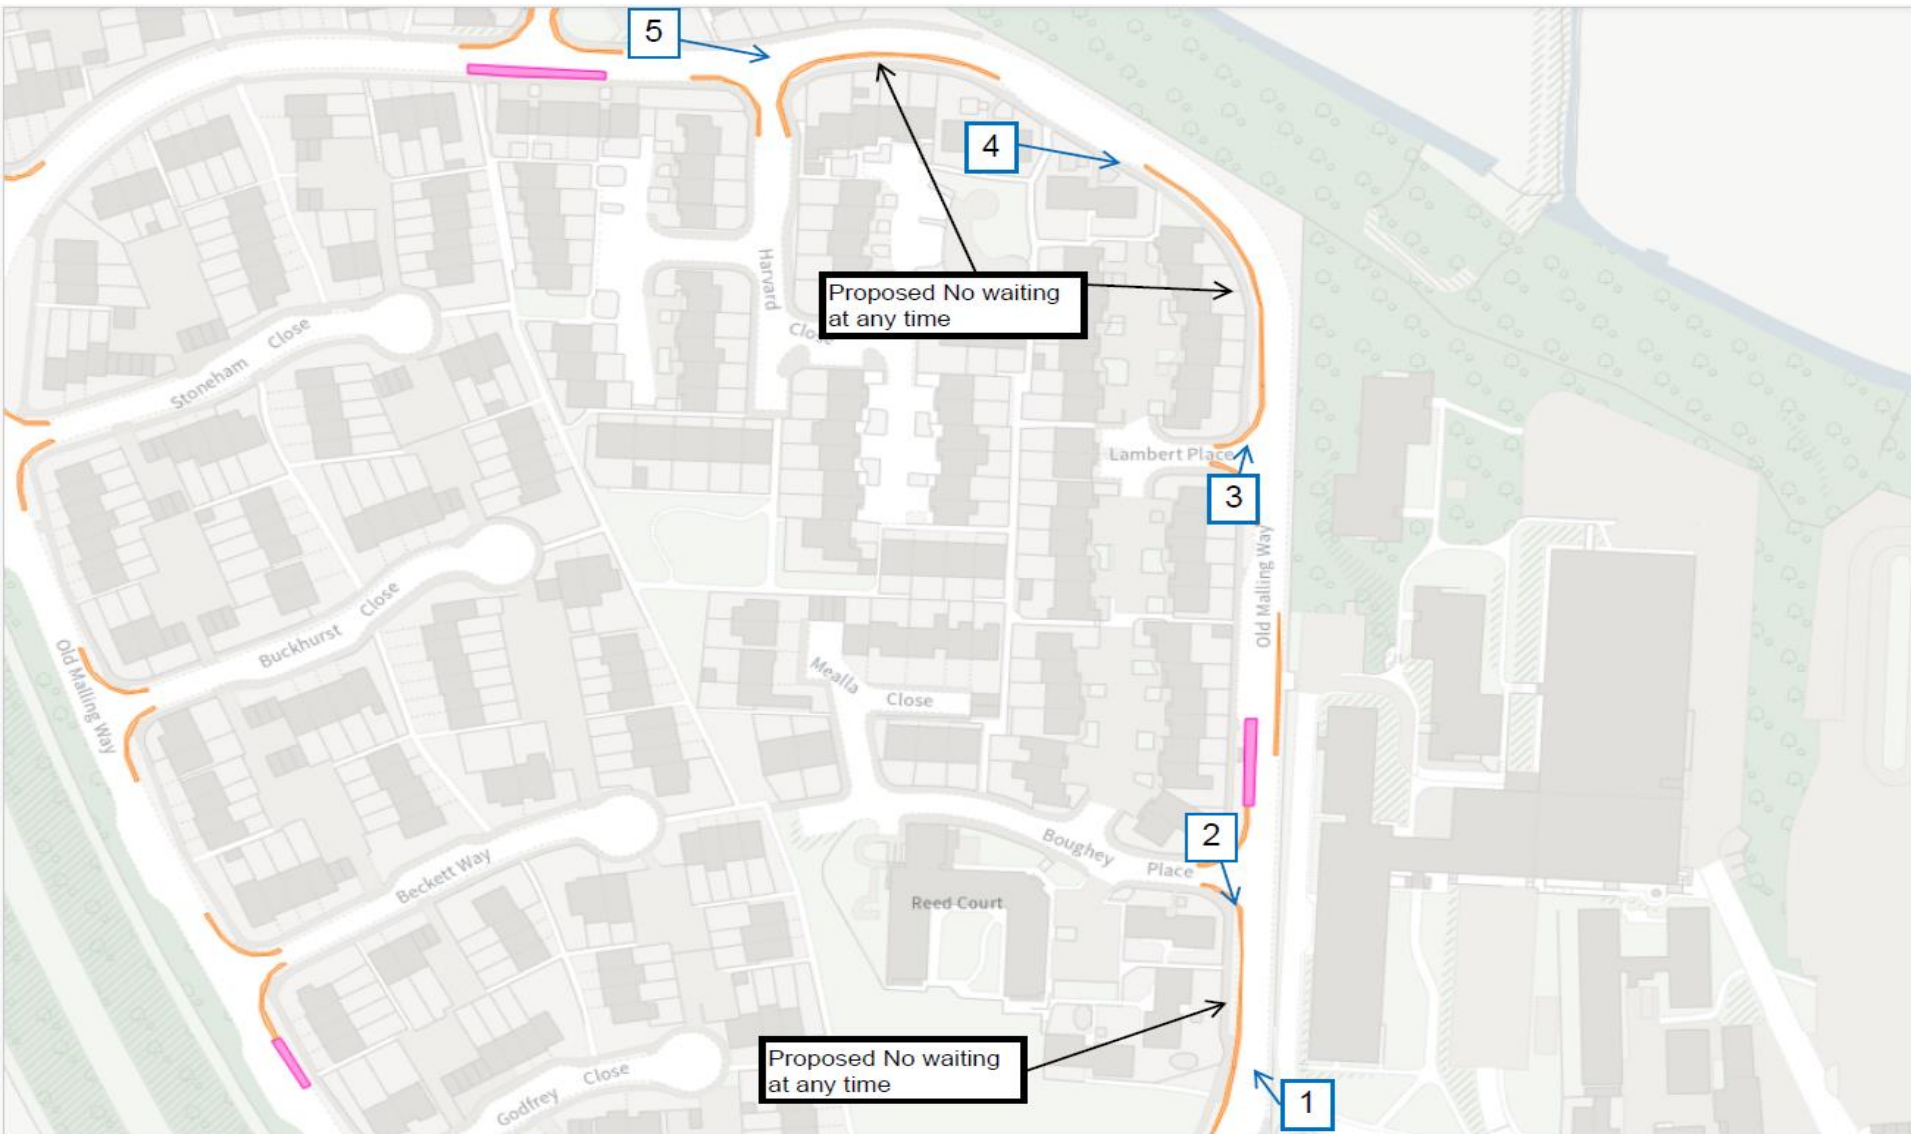 5
4
Harvard
Proposed No waiting
at any time
Close
Stoneham Close
Lambert Place
3
Old Malling Way
Buckhurst Close
Old Malling Way
Mealla
Close
2
Boughey Place
Beckett Way
Reed Court
Proposed No waiting
at any time
Godfrey Close
1